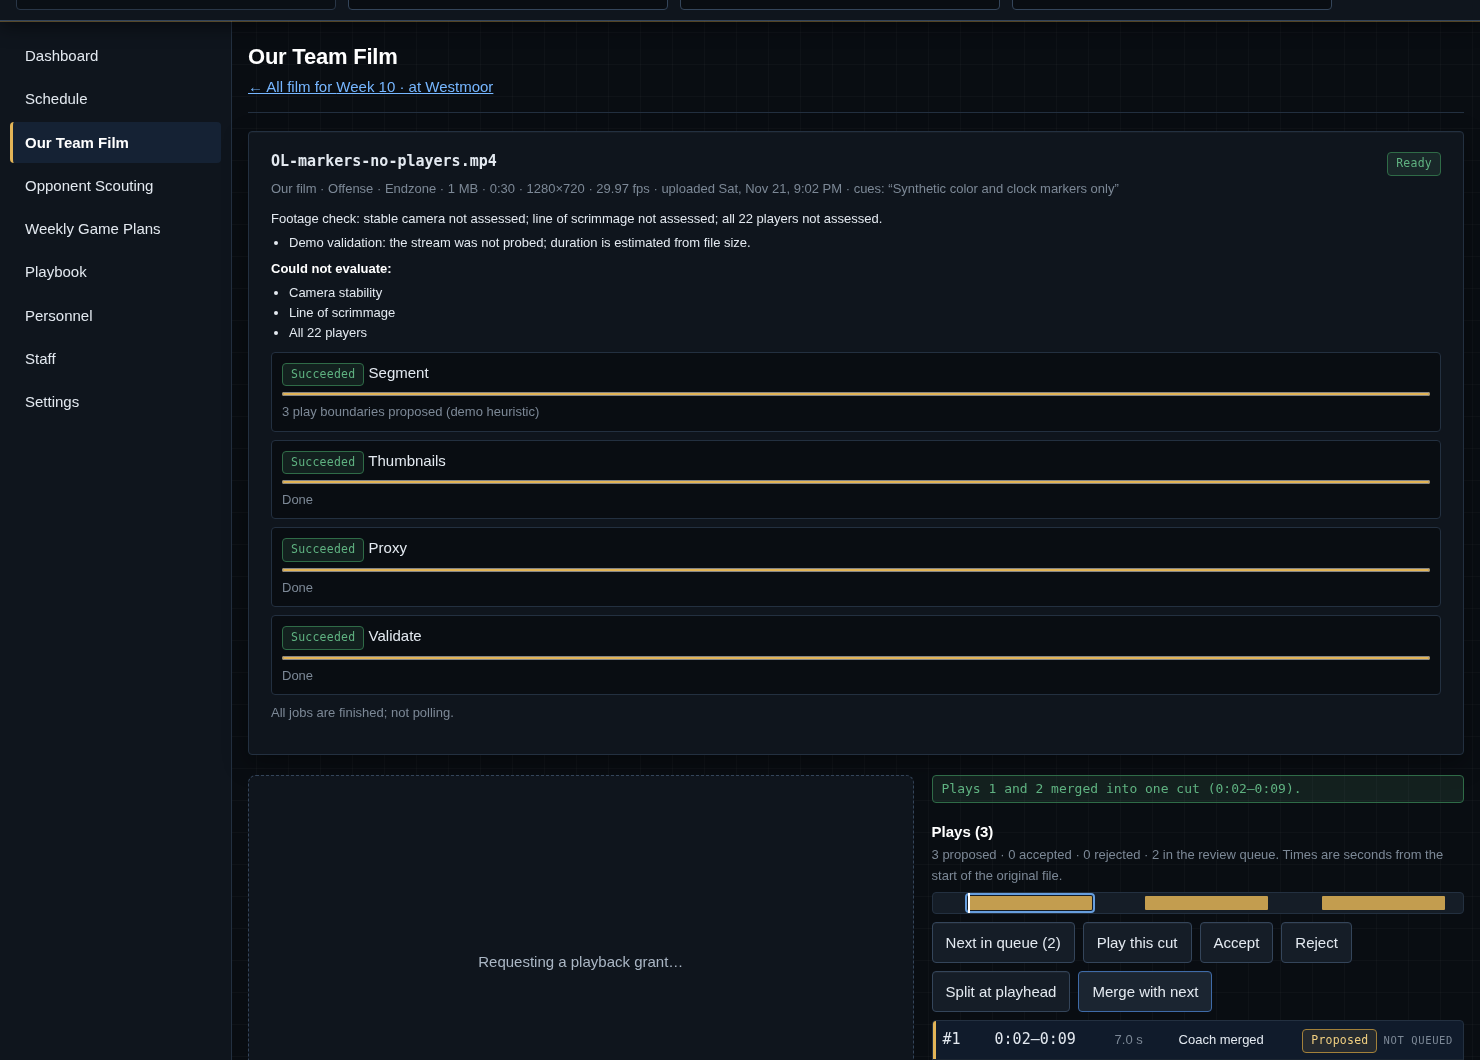 Dashboard
Schedule
Our Team Film
Opponent Scouting
Weekly Game Plans
Playbook
Personnel
Staff
Settings
Our Team Film
← All film for Week 10 · at Westmoor
OL-markers-no-players.mp4
Ready
Our film · Offense · Endzone · 1 MB · 0:30 · 1280×720 · 29.97 fps · uploaded Sat, Nov 21, 9:02 PM · cues: “Synthetic color and clock markers only”
Footage check: stable camera not assessed; line of scrimmage not assessed; all 22 players not assessed.
• Demo validation: the stream was not probed; duration is estimated from file size.
Could not evaluate:
• Camera stability
• Line of scrimmage
• All 22 players
Succeeded Segment
3 play boundaries proposed (demo heuristic)
Succeeded Thumbnails
Done
Succeeded Proxy
Done
Succeeded Validate
Done
All jobs are finished; not polling.
Requesting a playback grant…
Plays 1 and 2 merged into one cut (0:02–0:09).
Plays (3)
3 proposed · 0 accepted · 0 rejected · 2 in the review queue. Times are seconds from the
start of the original file.
Next in queue (2) Play this cut Accept Reject
Split at playhead Merge with next
#1 0:02–0:09 7.0 s Coach merged Proposed NOT QUEUED